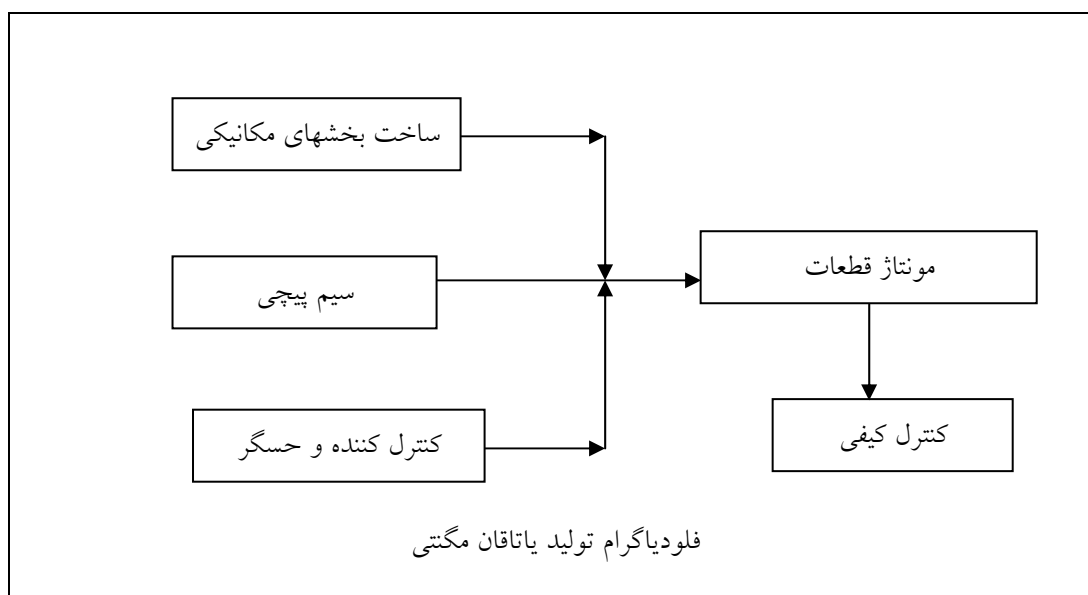 ساخت بخشهای مکانیکی
سیم پیچی
کنترل کننده و حسگر
مونتاژ قطعات
کنترل کیفی
فلودیاگرام تولید یاتاقان مگنتی